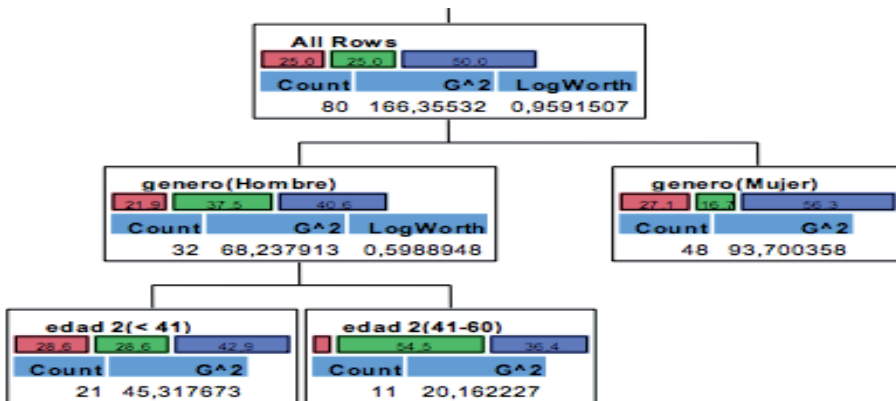 All Rows
25.0 25.0 50.0
Count G^2 LogWorth
80 166,35532 0,9591507
genero(Hombre)
21.9 37.5 40.6
Count G^2 LogWorth
32 68,237913 0,5988948
genero(Mujer)
27.1 16.7 56.3
Count G^2
48 93,700358
edad 2(< 41)
28.6 28.6 42.9
Count G^2
21 45,317673
edad 2(41-60)
54.5 36.4
Count G^2
11 20,162227